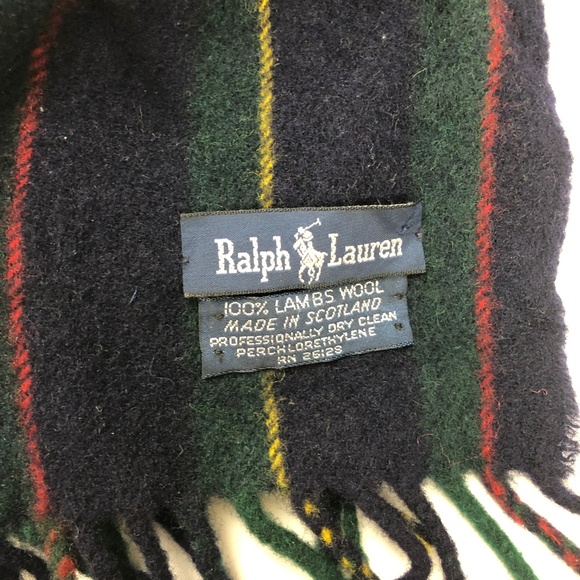 Ralph Lauren
100% LAMBS WOOL
MADE IN SCOTLAND
PROFESSIONALLY DRY CLEAN
PERCHLORETHYLENE
RN 26128